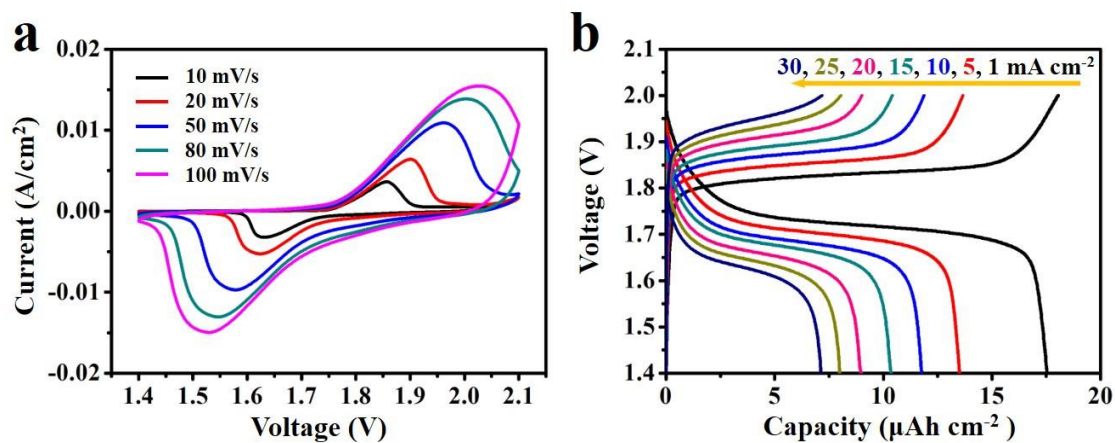 a
0.02
0.01
0.00
-0.01
-0.02
Current (A/cm²)
10 mV/s
20 mV/s
50 mV/s
80 mV/s
100 mV/s
1.4 1.5 1.6 1.7 1.8 1.9 2.0 2.1
Voltage (V)
b
2.1
2.0
1.9
1.8
1.7
1.6
1.5
1.4
Voltage (V)
30, 25, 20, 15, 10, 5, 1 mA cm⁻²
0 5 10 15 20
Capacity (μAh cm⁻² )